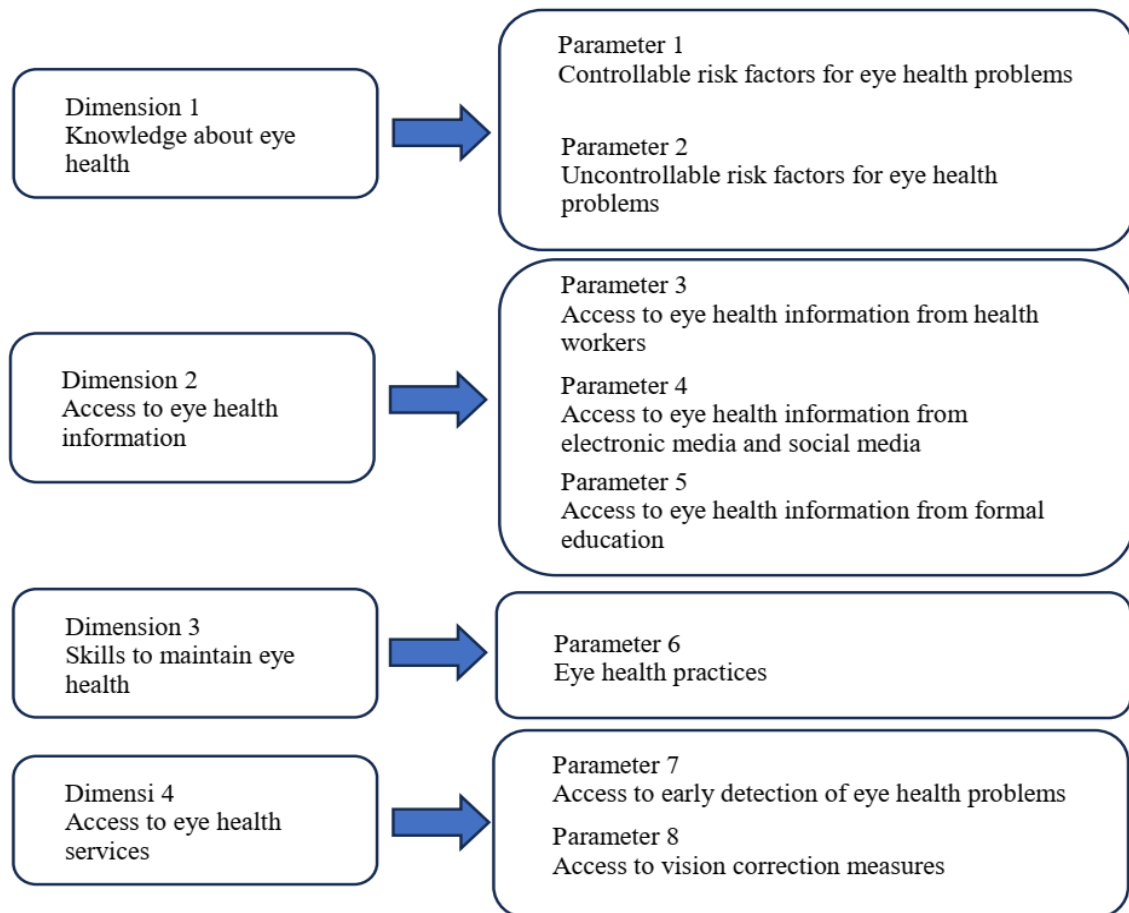 Dimension 1
Knowledge about eye
health
Parameter 1
Controllable risk factors for eye health problems
Parameter 2
Uncontrollable risk factors for eye health
problems
Dimension 2
Access to eye health
information
Parameter 3
Access to eye health information from health
workers
Parameter 4
Access to eye health information from
electronic media and social media
Parameter 5
Access to eye health information from formal
education
Dimension 3
Skills to maintain eye
health
Parameter 6
Eye health practices
Dimensi 4
Access to eye health
services
Parameter 7
Access to early detection of eye health problems
Parameter 8
Access to vision correction measures